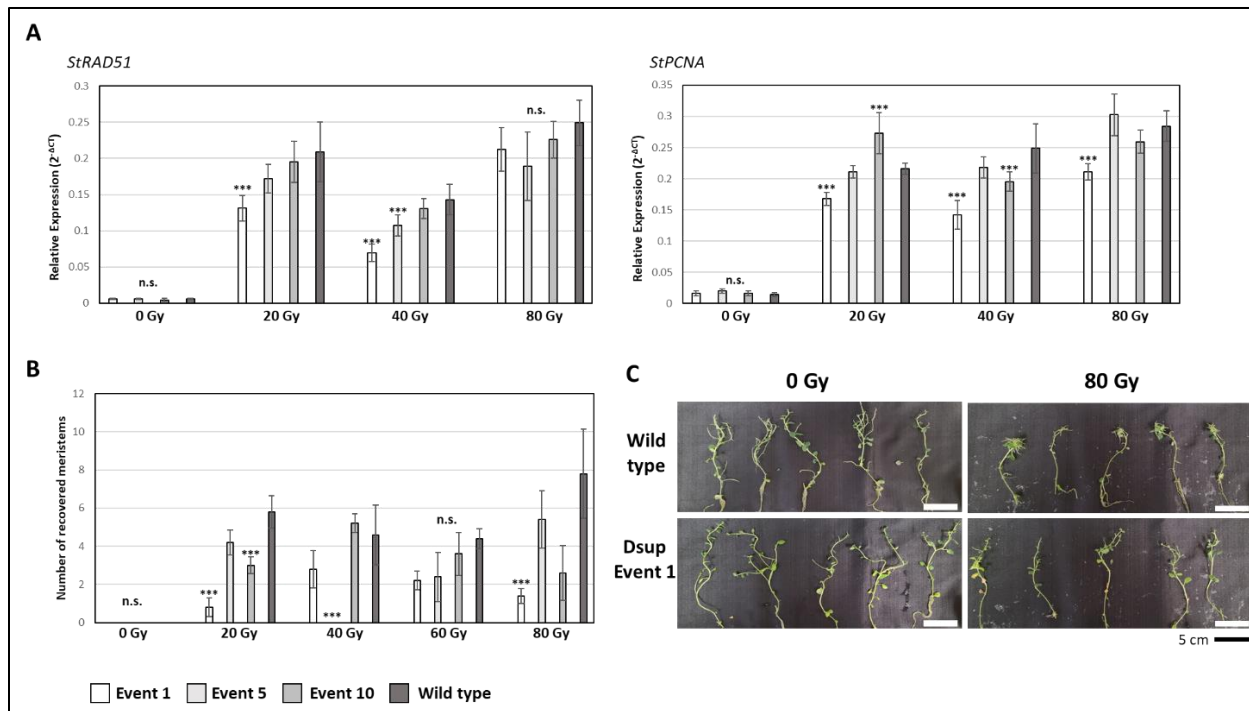 A
StRAD51
StPCNA
Relative Expression (2^-ΔCT)
0.3
0.25
0.2
0.15
0.1
0.05
0
n.s.
***
***
***
n.s.
0 Gy
20 Gy
40 Gy
80 Gy
Relative Expression (2^-ΔCT)
0.35
0.3
0.25
0.2
0.15
0.1
0.05
0
n.s.
***
***
***
***
***
0 Gy
20 Gy
40 Gy
80 Gy
B
Number of recovered meristems
12
10
8
6
4
2
0
n.s.
***
***
***
n.s.
***
0 Gy
20 Gy
40 Gy
60 Gy
80 Gy
C
0 Gy
80 Gy
Wild
type
Dsup
Event 1
5 cm
Event 1
Event 5
Event 10
Wild type